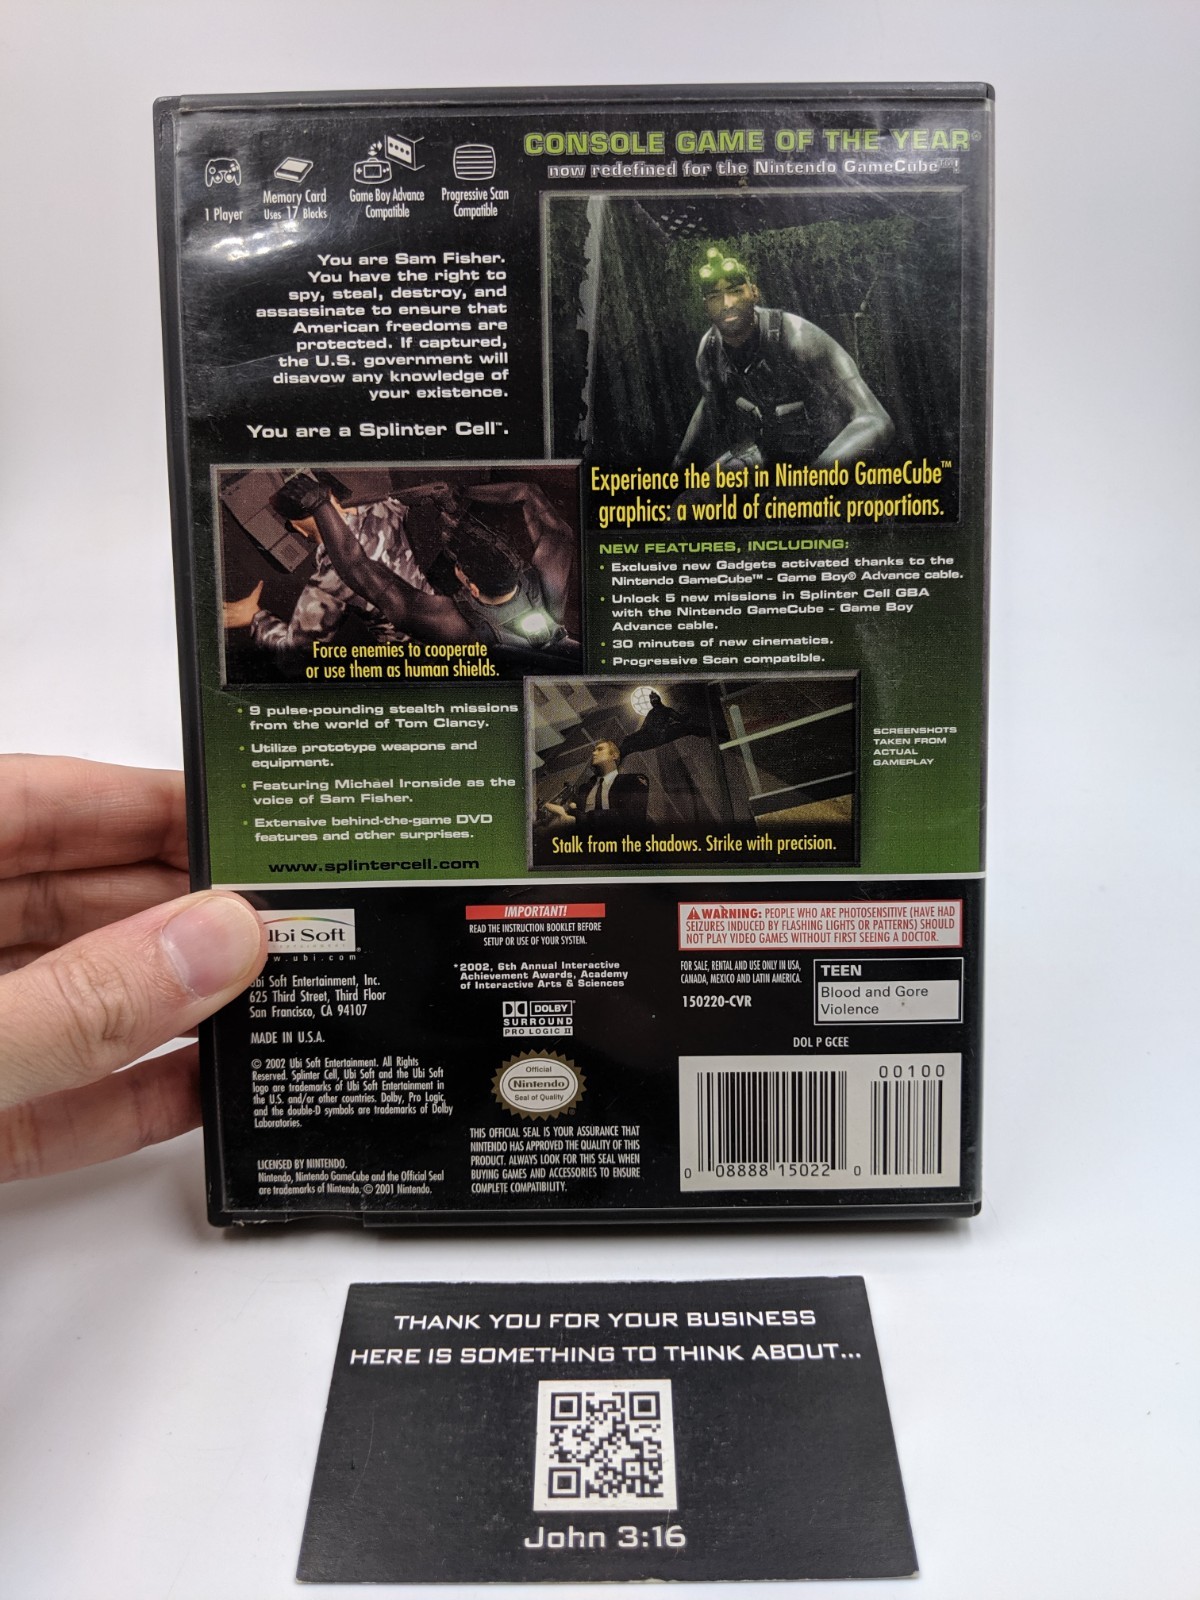 CONSOLE GAME OF THE YEAR*
now redefined for the Nintendo GameCube™!
1 Player
Memory Card
Uses 17 Blocks
Game Boy Advance
Compatible
Progressive Scan
Compatible
You are Sam Fisher.
You have the right to
spy, steal, destroy, and
assassinate to ensure that
American freedoms are
protected. If captured,
the U.S. government will
disavow any knowledge of
your existence.
You are a Splinter Cell™.
Experience the best in Nintendo GameCube™
graphics: a world of cinematic proportions.
Force enemies to cooperate
or use them as human shields.
NEW FEATURES, INCLUDING:
• Exclusive new Gadgets activated thanks to the
Nintendo GameCube™ - Game Boy® Advance cable.
• Unlock 5 new missions in Splinter Cell GBA
with the Nintendo GameCube - Game Boy
Advance cable.
• 30 minutes of new cinematics.
• Progressive Scan compatible.
• 9 pulse-pounding stealth missions
from the world of Tom Clancy.
• Utilize prototype weapons and
equipment.
• Featuring Michael Ironside as the
voice of Sam Fisher.
• Extensive behind-the-game DVD
features and other surprises.
www.splintercell.com
Stalk from the shadows. Strike with precision.
SCREENSHOTS
TAKEN FROM
ACTUAL
GAMEPLAY
Ubi Soft
w.ubi.com
Ubi Soft Entertainment, Inc.
625 Third Street, Third Floor
San Francisco, CA 94107
MADE IN U.S.A.
© 2002 Ubi Soft Entertainment. All Rights
Reserved. Splinter Cell, Ubi Soft and the Ubi Soft
logo are trademarks of Ubi Soft Entertainment in
the U.S. and/or other countries. Dolby, Pro Logic,
and the double-D symbols are trademarks of Dolby
Laboratories.
LICENSED BY NINTENDO.
Nintendo, Nintendo GameCube and the Official Seal
are trademarks of Nintendo. © 2001 Nintendo.
IMPORTANT!
READ THE INSTRUCTION BOOKLET BEFORE
SETUP OR USE OF YOUR SYSTEM.
*2002, 6th Annual Interactive
Achievement Awards, Academy
of Interactive Arts & Sciences
DOLBY
SURROUND
PRO LOGIC II
Official
Nintendo
Seal of Quality
THIS OFFICIAL SEAL IS YOUR ASSURANCE THAT
NINTENDO HAS APPROVED THE QUALITY OF THIS
PRODUCT. ALWAYS LOOK FOR THIS SEAL WHEN
BUYING GAMES AND ACCESSORIES TO ENSURE
COMPLETE COMPATIBILITY.
WARNING: PEOPLE WHO ARE PHOTOSENSITIVE (HAVE HAD
SEIZURES INDUCED BY FLASHING LIGHTS OR PATTERNS) SHOULD
NOT PLAY VIDEO GAMES WITHOUT FIRST SEEING A DOCTOR.
FOR SALE, RENTAL AND USE ONLY IN USA,
CANADA, MEXICO AND LATIN AMERICA.
150220-CVR
TEEN
Blood and Gore
Violence
DOL P GCEE
00100
0 08888 15022 0
THANK YOU FOR YOUR BUSINESS
HERE IS SOMETHING TO THINK ABOUT...
John 3:16